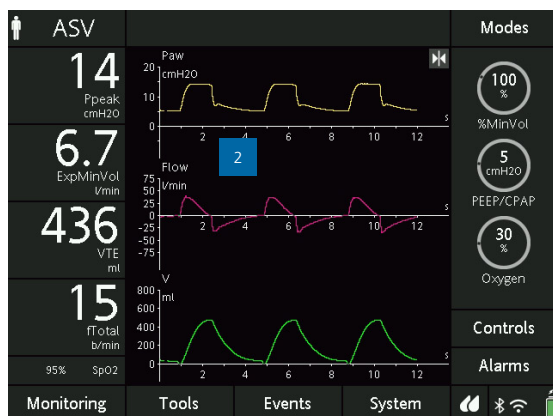 ASV
Modes
14
Ppeak
cmH2O
6.7
ExpMinVol
l/min
436
VTE
ml
15
fTotal
b/min
95% SpO2
Paw
20 cmH2O
10
0
2 4 6 8 10 12 s
2
Flow
75 l/min
50
25
0
-25
-50
-75
2 4 6 8 10 12 s
V
800 ml
600
400
200
0
2 4 6 8 10 12 s
100
%
%MinVol
5
cmH2O
PEEP/CPAP
30
%
Oxygen
Controls
Alarms
Monitoring Tools Events System